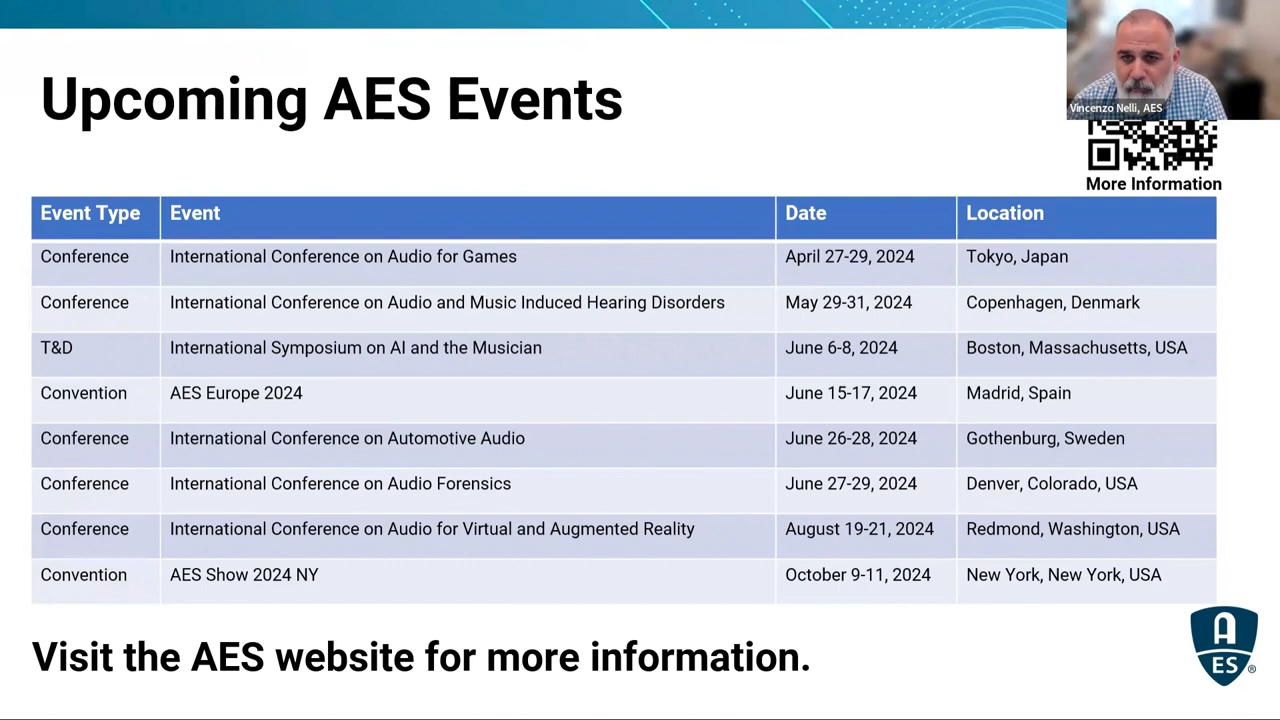 Upcoming AES Events
Vincenzo Nelli, AES
More Information
Event Type Event Date Location
Conference International Conference on Audio for Games April 27-29, 2024 Tokyo, Japan
Conference International Conference on Audio and Music Induced Hearing Disorders May 29-31, 2024 Copenhagen, Denmark
T&D International Symposium on AI and the Musician June 6-8, 2024 Boston, Massachusetts, USA
Convention AES Europe 2024 June 15-17, 2024 Madrid, Spain
Conference International Conference on Automotive Audio June 26-28, 2024 Gothenburg, Sweden
Conference International Conference on Audio Forensics June 27-29, 2024 Denver, Colorado, USA
Conference International Conference on Audio for Virtual and Augmented Reality August 19-21, 2024 Redmond, Washington, USA
Convention AES Show 2024 NY October 9-11, 2024 New York, New York, USA
Visit the AES website for more information.
A
ES ®